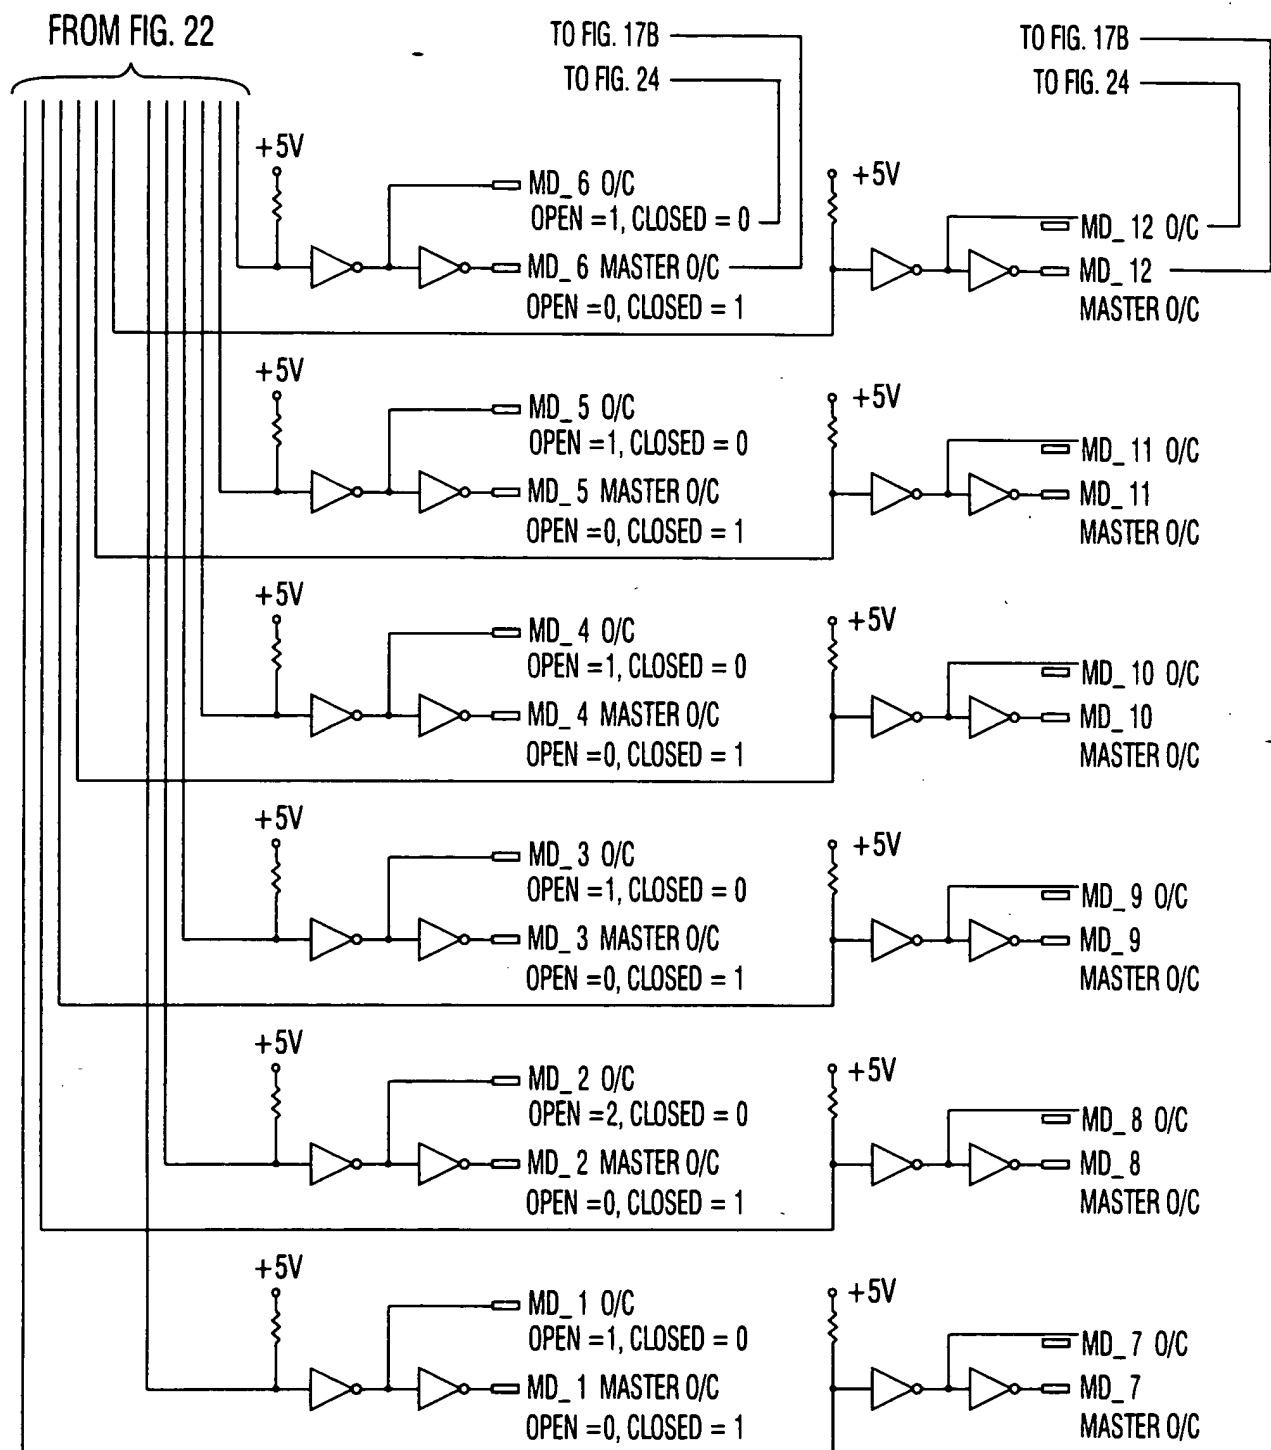 FROM FIG. 22
TO FIG. 17B
TO FIG. 24
TO FIG. 17B
TO FIG. 24
+5V
MD_6 O/C
OPEN =1, CLOSED = 0
MD_6 MASTER O/C
OPEN =0, CLOSED = 1
+5V
MD_12 O/C
MD_12
MASTER O/C
+5V
MD_5 O/C
OPEN =1, CLOSED = 0
MD_5 MASTER O/C
OPEN =0, CLOSED = 1
+5V
MD_11 O/C
MD_11
MASTER O/C
+5V
MD_4 O/C
OPEN =1, CLOSED = 0
MD_4 MASTER O/C
OPEN =0, CLOSED = 1
+5V
MD_10 O/C
MD_10
MASTER O/C
+5V
MD_3 O/C
OPEN =1, CLOSED = 0
MD_3 MASTER O/C
OPEN =0, CLOSED = 1
+5V
MD_9 O/C
MD_9
MASTER O/C
+5V
MD_2 O/C
OPEN =2, CLOSED = 0
MD_2 MASTER O/C
OPEN =0, CLOSED = 1
+5V
MD_8 O/C
MD_8
MASTER O/C
+5V
MD_1 O/C
OPEN =1, CLOSED = 0
MD_1 MASTER O/C
OPEN =0, CLOSED = 1
+5V
MD_7 O/C
MD_7
MASTER O/C